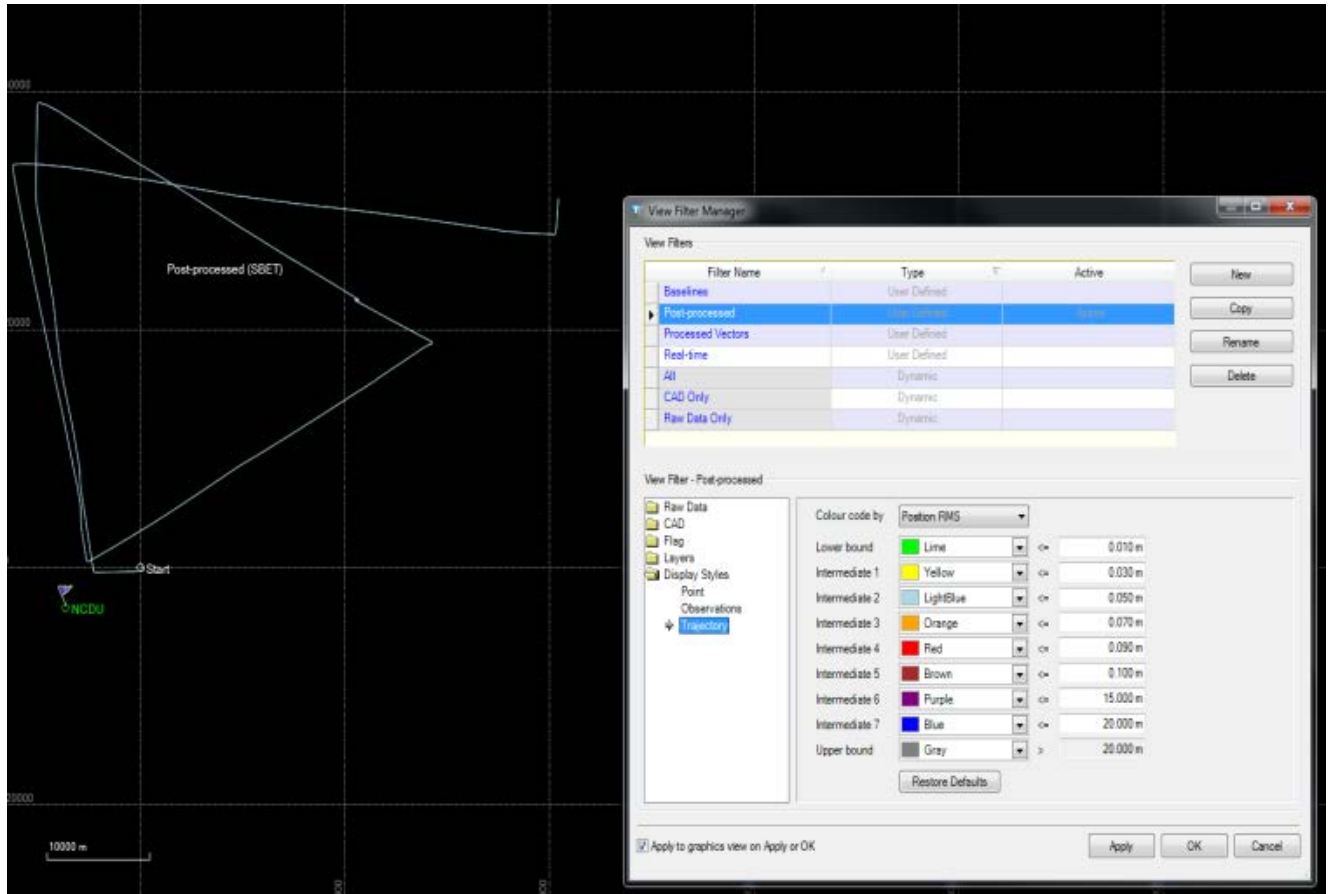 0000
Post-processed (SBET)
0000
Start
NCDU
20000
10000 m
View Filter Manager
View Filters
Filter Name Type Active
Baselines User Defined
Post-processed User Defined Active
Processed Vectors User Defined
Real-time User Defined
All Dynamic
CAD Only Dynamic
Raw Data Only Dynamic
New
Copy
Rename
Delete
View Filter - Post-processed
Raw Data
CAD
Flag
Layers
Display Styles
Point
Observations
Trajectory
Colour code by Position RMS
Lower bound Lime <= 0.010 m
Intermediate 1 Yellow <= 0.030 m
Intermediate 2 LightBlue <= 0.050 m
Intermediate 3 Orange <= 0.070 m
Intermediate 4 Red <= 0.090 m
Intermediate 5 Brown <= 0.100 m
Intermediate 6 Purple <= 15.000 m
Intermediate 7 Blue <= 20.000 m
Upper bound Gray > 20.000 m
Restore Defaults
Apply to graphics view on Apply or OK
Apply OK Cancel